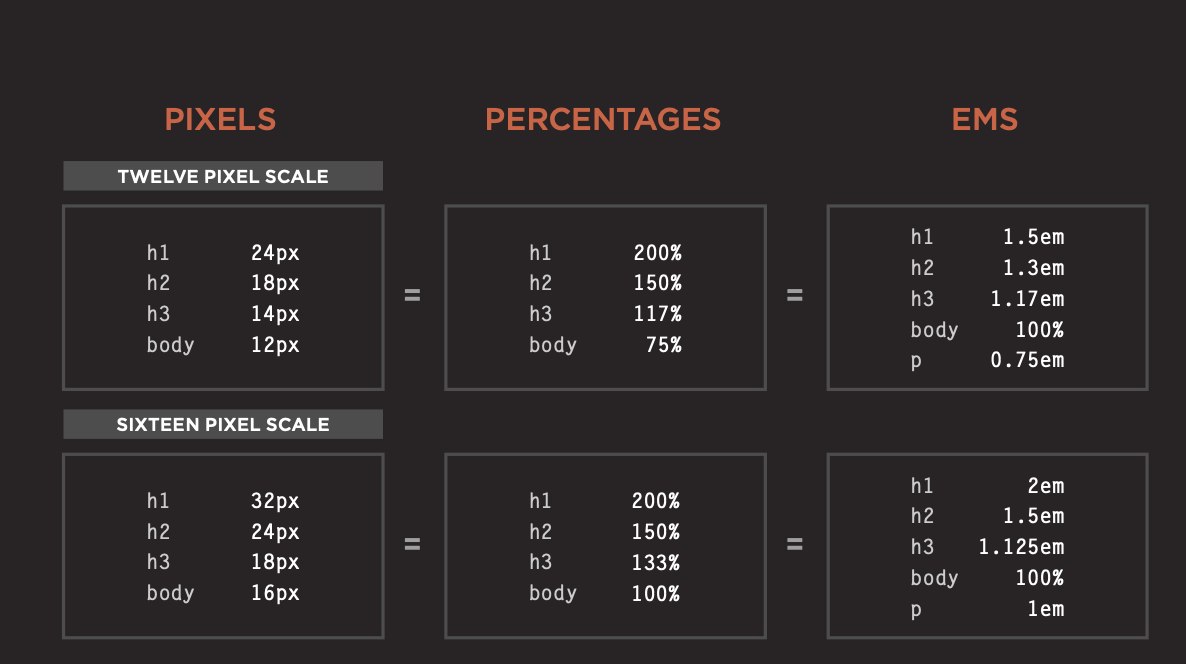 PIXELS PERCENTAGES EMS
TWELVE PIXEL SCALE
h1 24px
h2 18px
h3 14px
body 12px
=
h1 200%
h2 150%
h3 117%
body 75%
=
h1 1.5em
h2 1.3em
h3 1.17em
body 100%
p 0.75em
SIXTEEN PIXEL SCALE
h1 32px
h2 24px
h3 18px
body 16px
=
h1 200%
h2 150%
h3 133%
body 100%
=
h1 2em
h2 1.5em
h3 1.125em
body 100%
p 1em